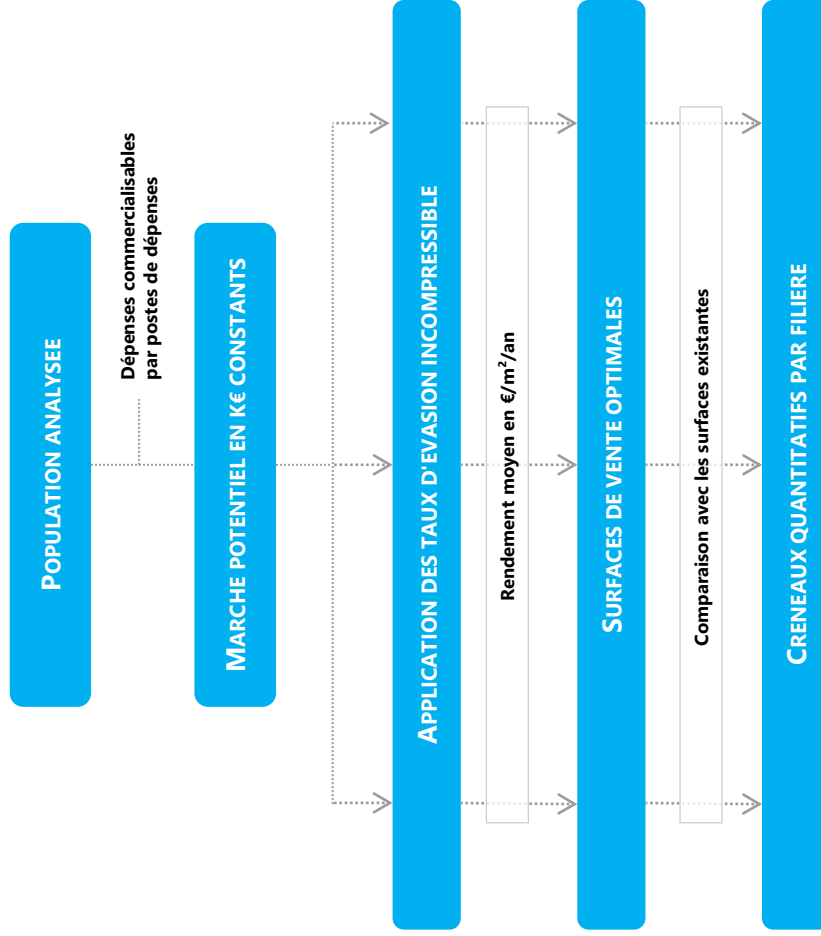 POPULATION ANALYSEE
Dépenses commercialisables
par postes de dépenses
MARCHE POTENTIEL EN K€ CONSTANTS
APPLICATION DES TAUX D'EVASION INCOMPRESSIBLE
Rendement moyen en €/m²/an
SURFACES DE VENTE OPTIMALES
Comparaison avec les surfaces existantes
CRENEAUX QUANTITATIFS PAR FILIERE